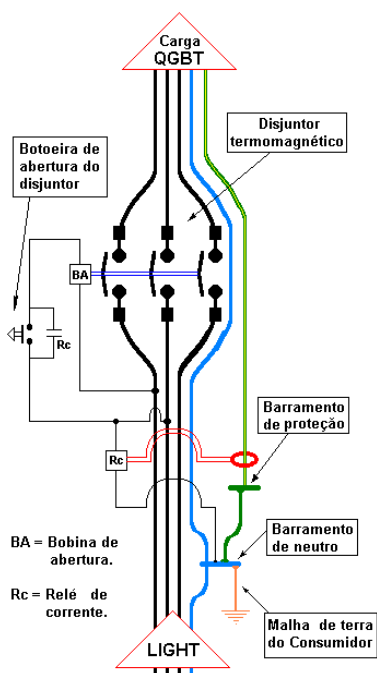 Carga
QGBT
Disjuntor
termomagnético
Botoeira de
abertura do
disjuntor
BA
Rc
Barramento
de proteção
Rc
BA = Bobina de
abertura.
Barramento
de neutro
Rc = Relé de
corrente.
Malha de terra
do Consumidor
LIGHT